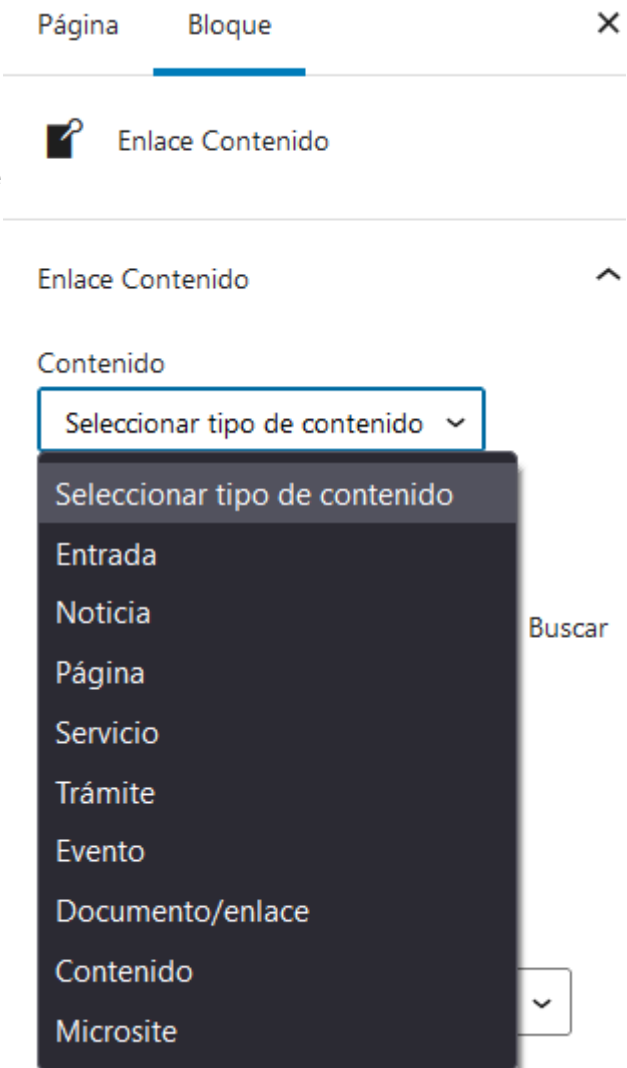 Página Bloque
Enlace Contenido
Enlace Contenido
Contenido
Seleccionar tipo de contenido
Seleccionar tipo de contenido
Entrada
Noticia
Buscar
Página
Servicio
Trámite
Evento
Documento/enlace
Contenido
Microsite